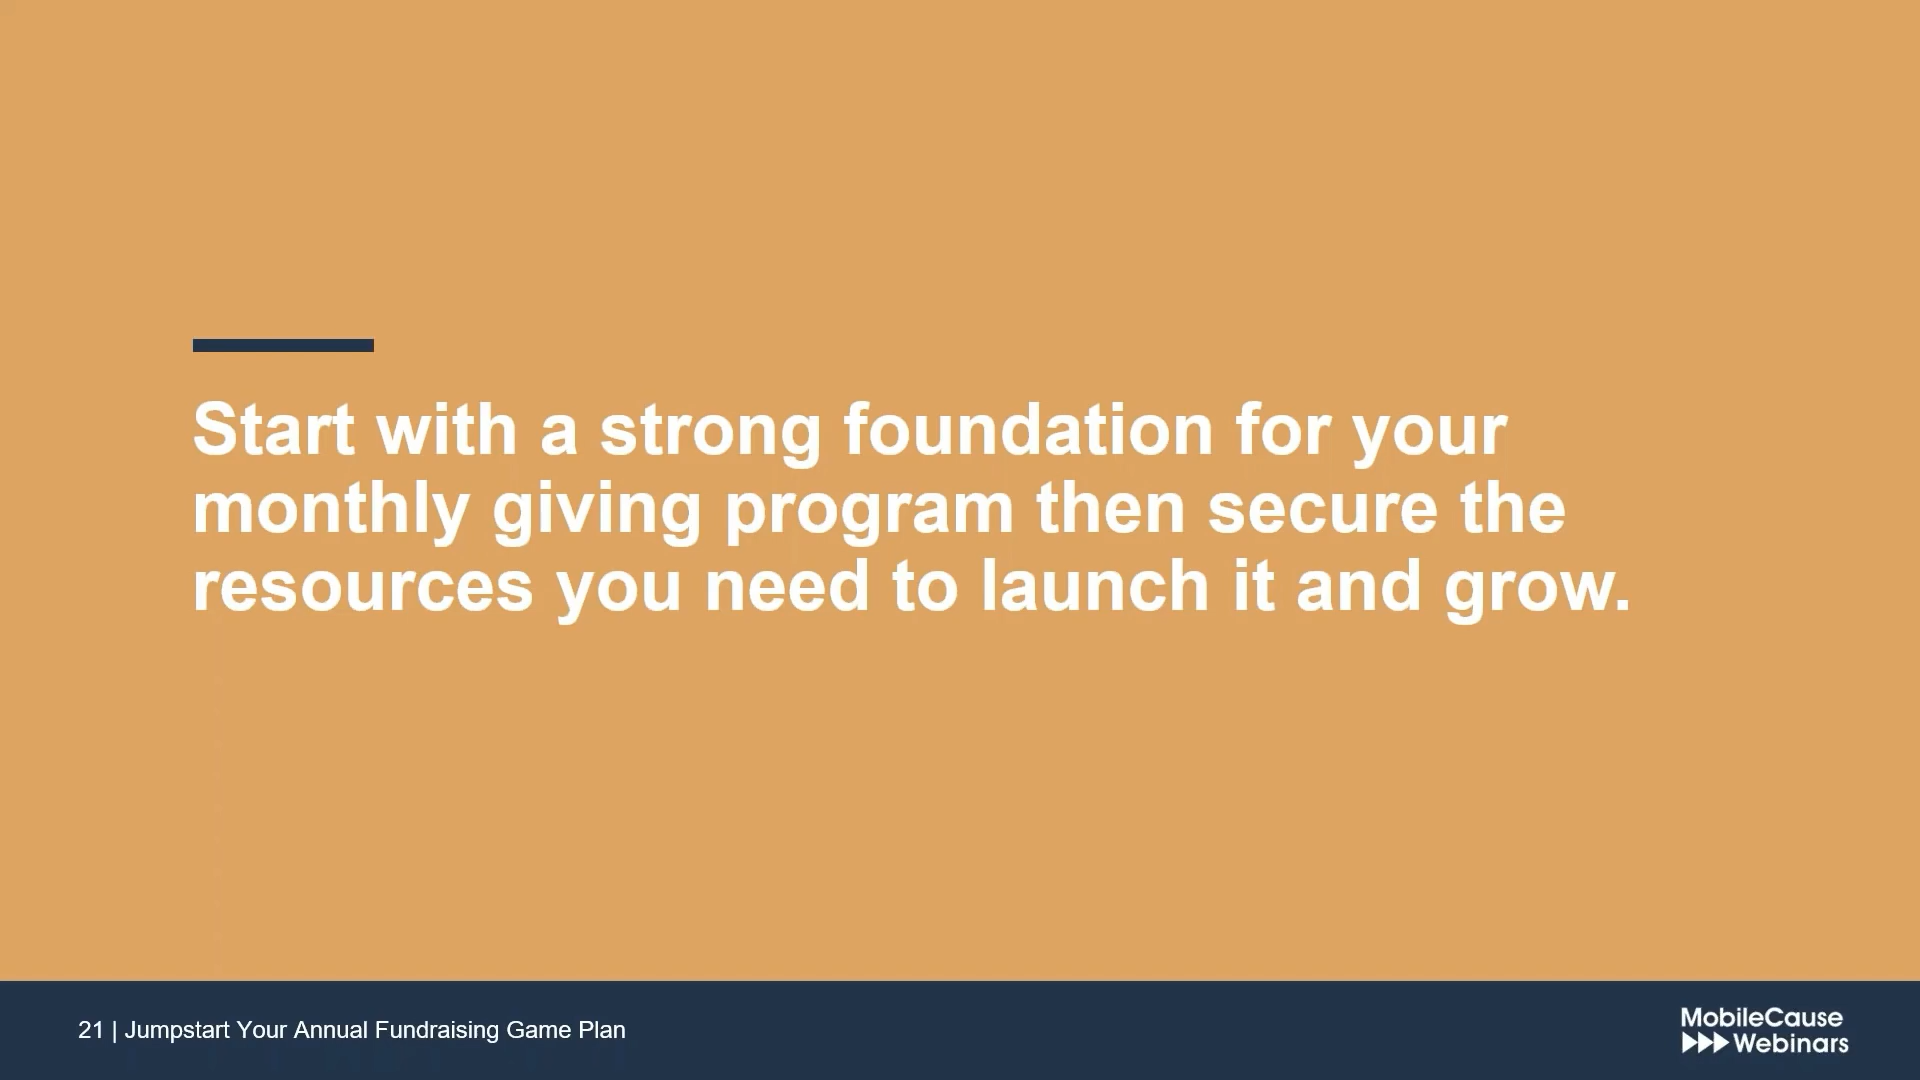 Start with a strong foundation for your
monthly giving program then secure the
resources you need to launch it and grow.
21 | Jumpstart Your Annual Fundraising Game Plan
MobileCause
Webinars